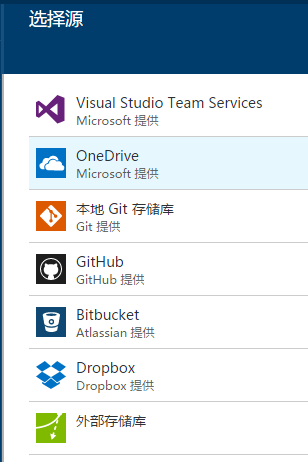 选择源
Visual Studio Team Services
Microsoft 提供
OneDrive
Microsoft 提供
本地 Git 存储库
Git 提供
GitHub
GitHub 提供
Bitbucket
Atlassian 提供
Dropbox
Dropbox 提供
外部存储库